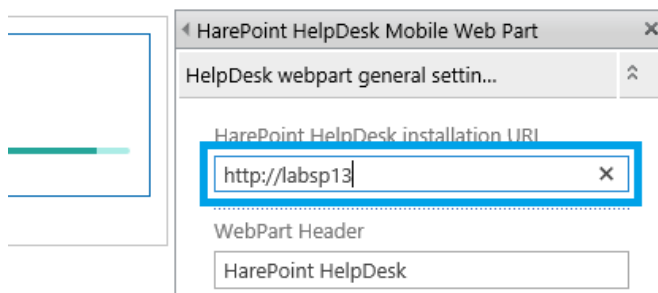 HarePoint HelpDesk Mobile Web Part
HelpDesk webpart general settin...
HarePoint HelpDesk installation URL
http://labsp13
WebPart Header
HarePoint HelpDesk